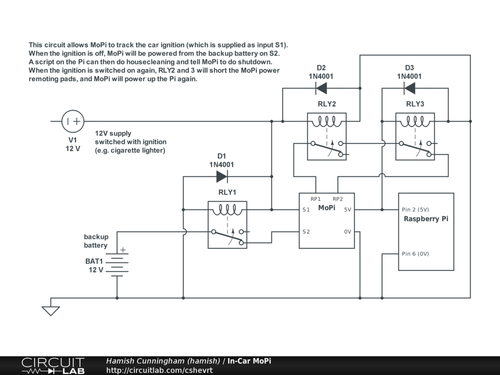 This circuit allows MoPi to track the car ignition (which is supplied as input S1).
When the ignition is off, MoPi will be powered from the backup battery on S2.
A script on the Pi can then do housecleaning and tell MoPi to do shutdown.
When the ignition is switched on again, RLY2 and 3 will short the MoPi power
remoting pads, and MoPi will power up the Pi again.
D2
1N4001
D3
1N4001
RLY2
RLY3
V1
12 V
12V supply
switched with ignition
(e.g. cigarette lighter)
D1
1N4001
RLY1
RP1
RP2
MoPi
S1
5V
S2
0V
Pin 2 (5V)
Raspberry Pi
Pin 6 (0V)
backup
battery
+
BAT1
12 V
CIRCUIT
LAB
Hamish Cunningham (hamish) / In-Car MoPi
http://circuitlab.com/cshevrt